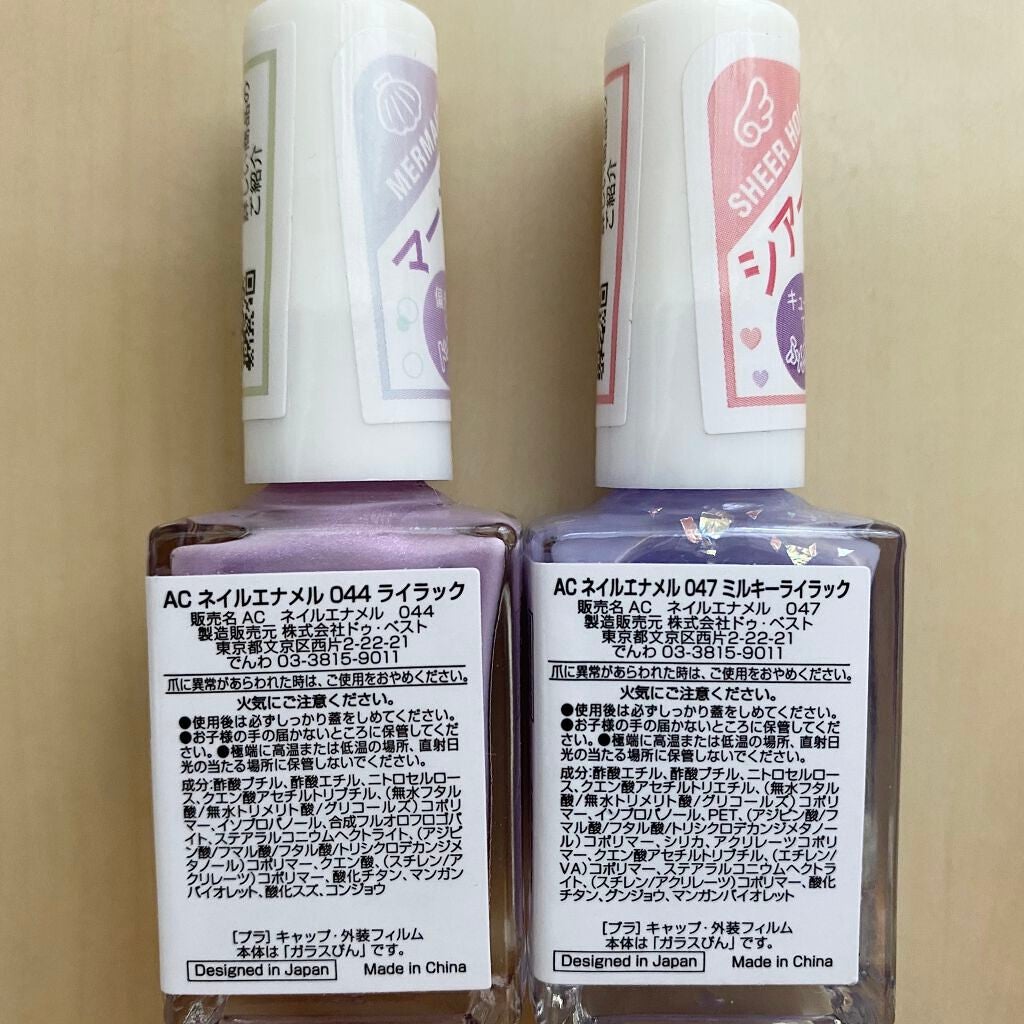 ご紹介
MERMA
マー
SHEER HO
シアー
キュ
AC ネイルエナメル 044 ライラック
販売名 AC ネイルエナメル 044
製造販売元 株式会社ドゥ・ベスト
東京都文京区西片2-22-21
でんわ 03-3815-9011
爪に異常があらわれた時は、ご使用をおやめください。
火気にご注意ください。
●使用後は必ずしっかり蓋をしめてください。
●お子様の手の届かないところに保管してくだ
さい。●極端に高温または低温の場所、直射日
光の当たる場所に保管しないでください。
成分:酢酸ブチル、酢酸エチル、ニトロセルロー
ス、クエン酸アセチルトリブチル、(無水フタル
酸/無水トリメリト酸/グリコールズ)コポリ
マー、イソプロパノール、合成フルオロフロゴパ
イト、ステアラルコニウムヘクトライト、(アジピ
ン酸/フマル酸/フタル酸/トリシクロデカンジメ
タノール)コポリマー、クエン酸、(スチレン/ア
クリレーツ)コポリマー、酸化チタン、マンガン
バイオレット、酸化スズ、コンジョウ
[プラ] キャップ・外装フィルム
本体は「ガラスびん」です。
Designed in Japan Made in China
AC ネイルエナメル 047 ミルキーライラック
販売名 AC ネイルエナメル 047
製造販売元 株式会社ドゥ・ベスト
東京都文京区西片2-22-21
でんわ 03-3815-9011
爪に異常があらわれた時は、ご使用をおやめください。
火気にご注意ください。
●使用後は必ずしっかり蓋をしめてください。
●お子様の手の届かないところに保管してくだ
さい。●極端に高温または低温の場所、直射日
光の当たる場所に保管しないでください。
成分:酢酸エチル、酢酸ブチル、ニトロセルロー
ス、クエン酸アセチルトリエチル、(無水フタル
酸/無水トリメリト酸/グリコールズ)コポリ
マー、イソプロパノール、PET、(アジピン酸/フ
マル酸/フタル酸/トリシクロデカンジメタノー
ル)コポリマー、シリカ、アクリレーツコポリ
マー、クエン酸アセチルトリブチル、(エチレン/
VA)コポリマー、ステアラルコニウムヘクトラ
イト、(スチレン/アクリレーツ)コポリマー、酸化
チタン、グンジョウ、マンガンバイオレット
[プラ] キャップ・外装フィルム
本体は「ガラスびん」です。
Designed in Japan Made in China